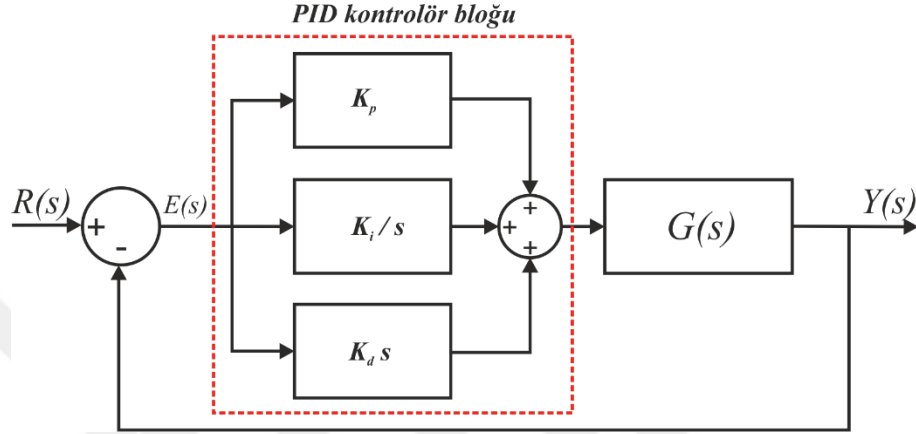 PID kontrolör bloğu
K_p
R(s)
+
-
E(s)
K_i / s
+
+
+
G(s)
Y(s)
K_d s